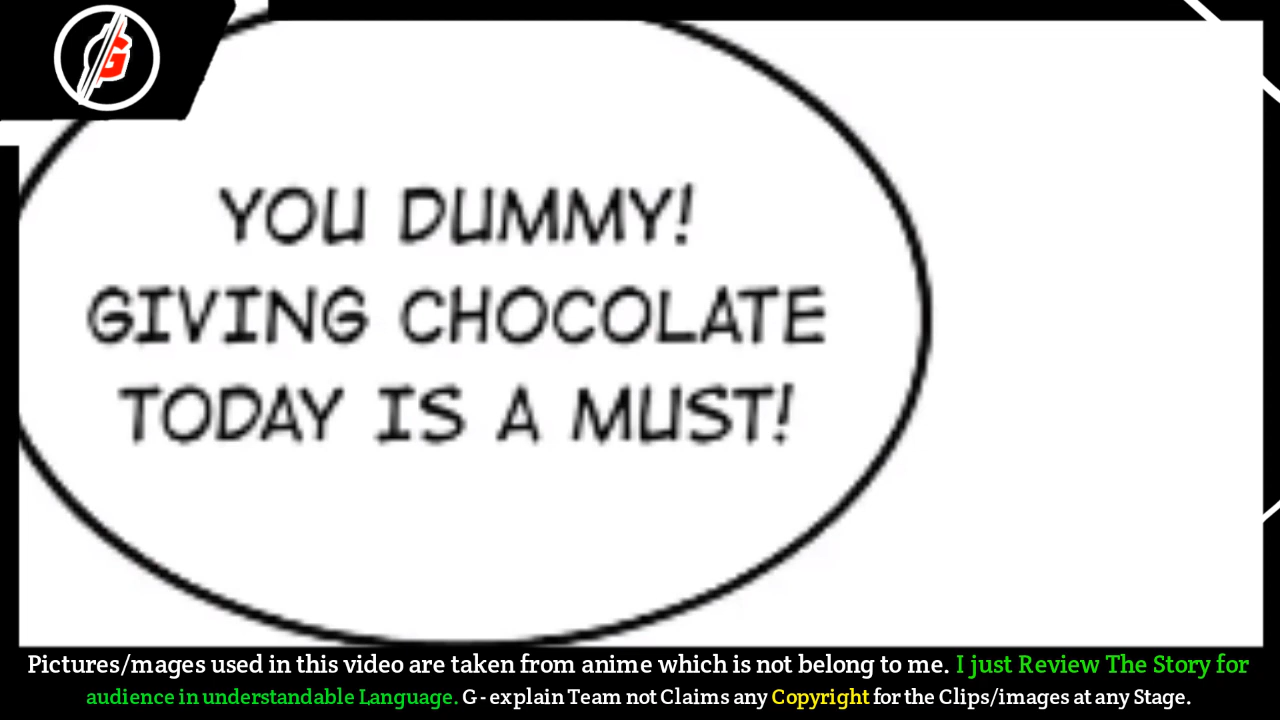 G
YOU DUMMY!
GIVING CHOCOLATE
TODAY IS A MUST!
Pictures/mages used in this video are taken from anime which is not belong to me. I just Review The Story for
audience in understandable Language. G - explain Team not Claims any Copyright for the Clips/images at any Stage.